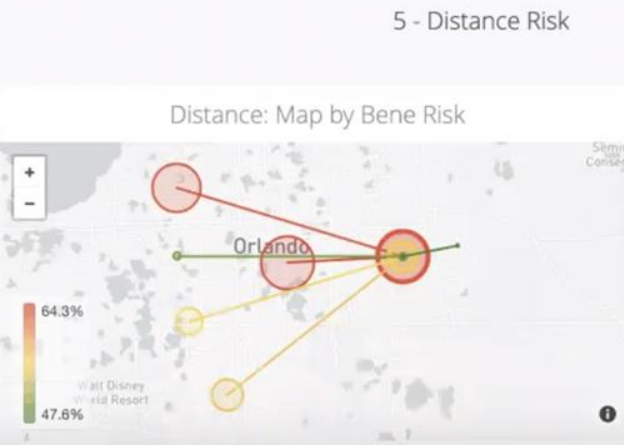 5 - Distance Risk
Distance: Map by Bene Risk
+
-
Orlando
64.3%
47.6%
Walt Disney
World Resort